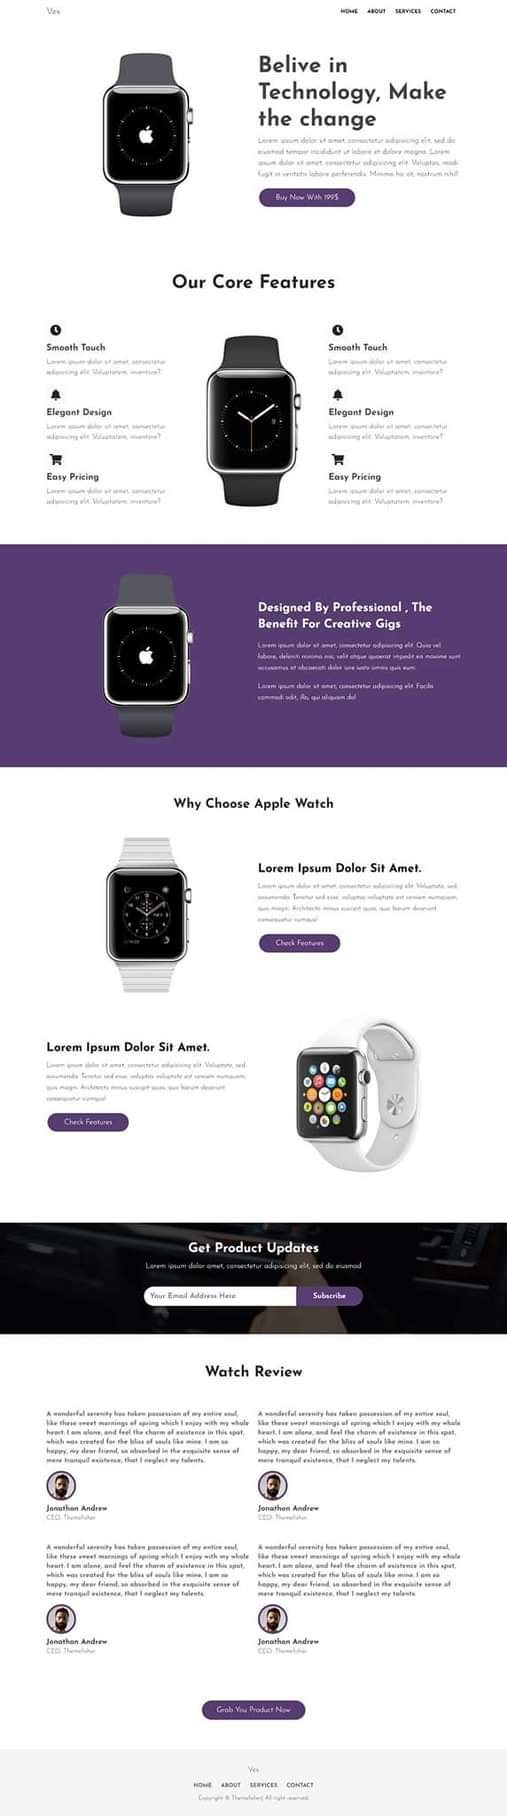 Vex
HOME ABOUT SERVICES CONTACT
Belive in
Technology, Make
the change
Lorem ipsum dolor sit amet, consectetur adipisicing elit, sed do
eiusmod tempor incididunt ut labore et dolore magna. Lorem
ipsum dolor sit amet, consectetur adipisicing elit. Voluptas, modi
fugit in veritatis labore perferendis. Minima hic at, nostrum nihil!
Buy Now With 199$
Our Core Features
Smooth Touch
Lorem ipsum dolor sit amet, consectetur
adipisicing elit. Voluptatem, inventore?
Elegant Design
Lorem ipsum dolor sit amet, consectetur
adipisicing elit. Voluptatem, inventore?
Easy Pricing
Lorem ipsum dolor sit amet, consectetur
adipisicing elit. Voluptatem, inventore?
Smooth Touch
Lorem ipsum dolor sit amet, consectetur
adipisicing elit. Voluptatem, inventore?
Elegant Design
Lorem ipsum dolor sit amet, consectetur
adipisicing elit. Voluptatem, inventore?
Easy Pricing
Lorem ipsum dolor sit amet, consectetur
adipisicing elit. Voluptatem, inventore?
Designed By Professional , The
Benefit For Creative Gigs
Lorem ipsum dolor sit amet, consectetur adipisicing elit. Quia vel
labore, deleniti minima nisi, velit atque quaerat impedit ea maxime sunt
accusamus at obcaecati dolor iure iusto omnis quis eum.
Lorem ipsum dolor sit amet, consectetur adipisicing elit. Facilis
commodi odit, illo, qui aliquam dol
Why Choose Apple Watch
Lorem Ipsum Dolor Sit Amet.
Lorem ipsum dolor sit amet, consectetur adipisicing elit. Voluptate, sed,
assumenda. Tenetur sed esse, voluptas voluptate est veniam numquam,
quis magni. Architecto minus suscipit quas, quo harum deserunt
consequatur cumque!
Check Features
Lorem Ipsum Dolor Sit Amet.
Lorem ipsum dolor sit amet, consectetur adipisicing elit. Voluptate, sed,
assumenda. Tenetur sed esse, voluptas voluptate est veniam numquam,
quis magni. Architecto minus suscipit quas, quo harum deserunt
consequatur cumque!
Check Features
Get Product Updates
Lorem ipsum dolor amet, consectetur adipisicing elit, sed do eiusmod
Your Email Address Here
Subscribe
Watch Review
A wonderful serenity has taken possession of my entire soul,
like these sweet mornings of spring which I enjoy with my whole
heart. I am alone, and feel the charm of existence in this spot,
which was created for the bliss of souls like mine. I am so
happy, my dear friend, so absorbed in the exquisite sense of
mere tranquil existence, that I neglect my talents.
Jonathon Andrew
CEO, Themefisher
A wonderful serenity has taken possession of my entire soul,
like these sweet mornings of spring which I enjoy with my whole
heart. I am alone, and feel the charm of existence in this spot,
which was created for the bliss of souls like mine. I am so
happy, my dear friend, so absorbed in the exquisite sense of
mere tranquil existence, that I neglect my talents.
Jonathon Andrew
CEO, Themefisher
A wonderful serenity has taken possession of my entire soul,
like these sweet mornings of spring which I enjoy with my whole
heart. I am alone, and feel the charm of existence in this spot,
which was created for the bliss of souls like mine. I am so
happy, my dear friend, so absorbed in the exquisite sense of
mere tranquil existence, that I neglect my talents.
Jonathon Andrew
CEO, Themefisher
A wonderful serenity has taken possession of my entire soul,
like these sweet mornings of spring which I enjoy with my whole
heart. I am alone, and feel the charm of existence in this spot,
which was created for the bliss of souls like mine. I am so
happy, my dear friend, so absorbed in the exquisite sense of
mere tranquil existence, that I neglect my talents.
Jonathon Andrew
CEO, Themefisher
Grab You Product Now
Vex
HOME ABOUT SERVICES CONTACT
Copyright © Themefisher| All right reserved.